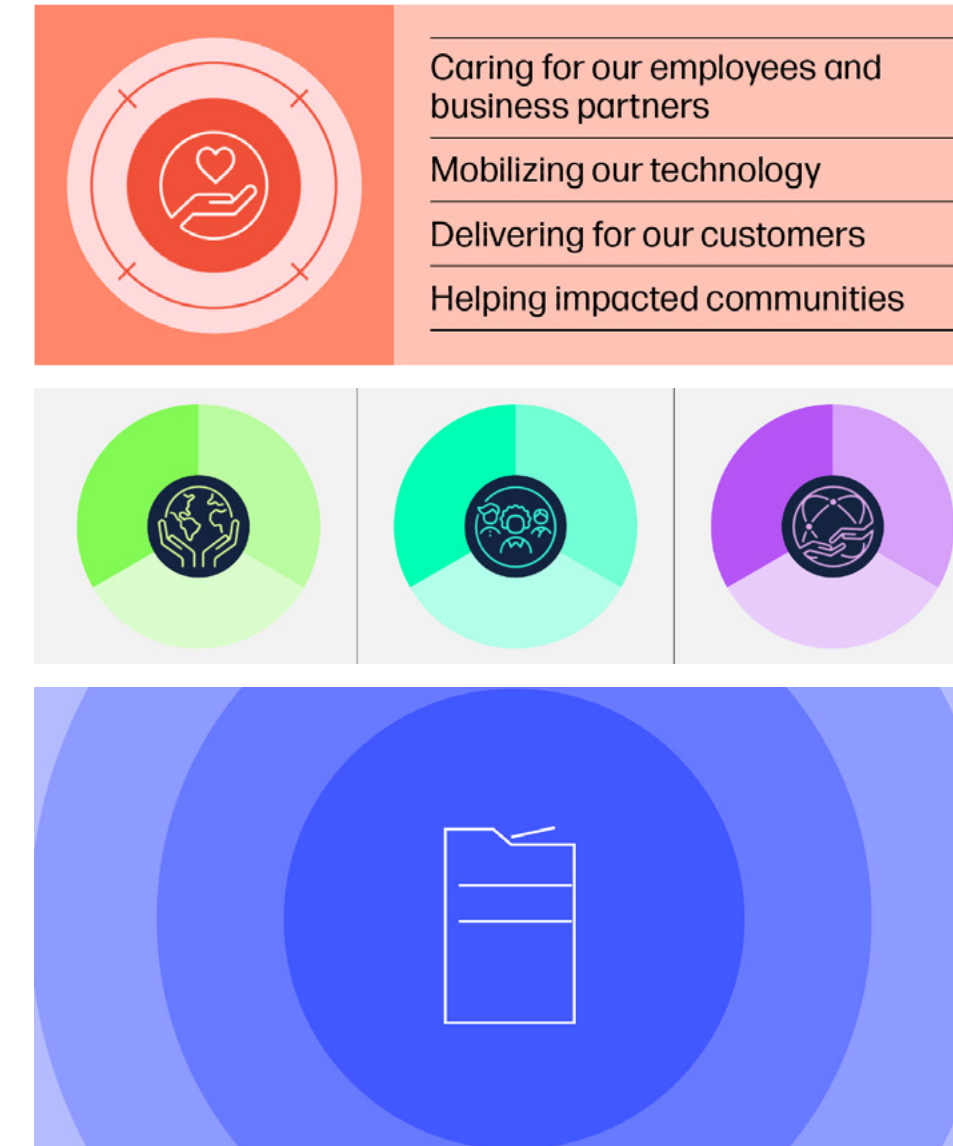 Caring for our employees and
business partners
Mobilizing our technology
Delivering for our customers
Helping impacted communities